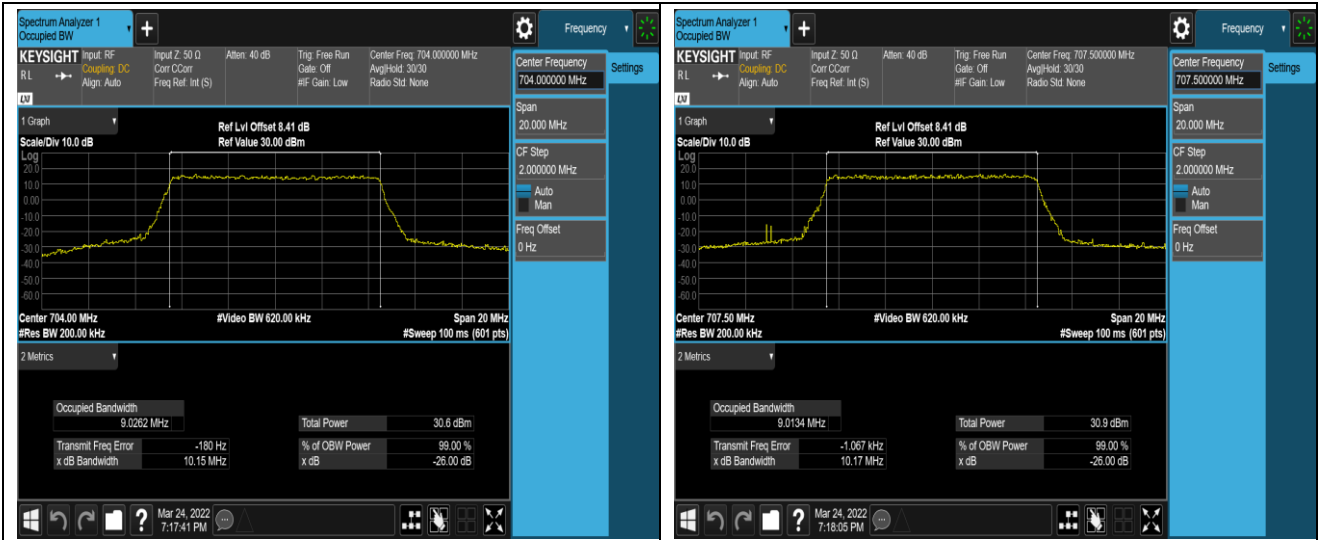 Spectrum Analyzer 1
Occupied BW
+
Frequency
KEYSIGHT Input: RF Input Z: 50 Ω Atten: 40 dB Trig: Free Run Center Freq: 704.000000 MHz
Coupling: DC Corr CCorr Gate: Off Avg|Hold: 30/30
RL Align: Auto Freq Ref: Int (S) #IF Gain: Low Radio Std: None
LXI
Center Frequency
704.000000 MHz
Settings
Span
20.000 MHz
CF Step
2.000000 MHz
Auto
Man
Freq Offset
0 Hz
1 Graph
Ref Lvl Offset 8.41 dB
Scale/Div 10.0 dB Ref Value 30.00 dBm
Log
20.0
10.0
0.00
-10.0
-20.0
-30.0
-40.0
-50.0
-60.0
Center 704.00 MHz #Video BW 620.00 kHz Span 20 MHz
#Res BW 200.00 kHz #Sweep 100 ms (601 pts)
2 Metrics
Occupied Bandwidth
9.0262 MHz Total Power 30.6 dBm
Transmit Freq Error -180 Hz % of OBW Power 99.00 %
x dB Bandwidth 10.15 MHz x dB -26.00 dB
?
Mar 24, 2022
7:17:41 PM
Spectrum Analyzer 1
Occupied BW
+
Frequency
KEYSIGHT Input: RF Input Z: 50 Ω Atten: 40 dB Trig: Free Run Center Freq: 707.500000 MHz
Coupling: DC Corr CCorr Gate: Off Avg|Hold: 30/30
RL Align: Auto Freq Ref: Int (S) #IF Gain: Low Radio Std: None
LXI
Center Frequency
707.500000 MHz
Settings
Span
20.000 MHz
CF Step
2.000000 MHz
Auto
Man
Freq Offset
0 Hz
1 Graph
Ref Lvl Offset 8.41 dB
Scale/Div 10.0 dB Ref Value 30.00 dBm
Log
20.0
10.0
0.00
-10.0
-20.0
-30.0
-40.0
-50.0
-60.0
Center 707.50 MHz #Video BW 620.00 kHz Span 20 MHz
#Res BW 200.00 kHz #Sweep 100 ms (601 pts)
2 Metrics
Occupied Bandwidth
9.0134 MHz Total Power 30.9 dBm
Transmit Freq Error -1.067 kHz % of OBW Power 99.00 %
x dB Bandwidth 10.17 MHz x dB -26.00 dB
?
Mar 24, 2022
7:18:05 PM